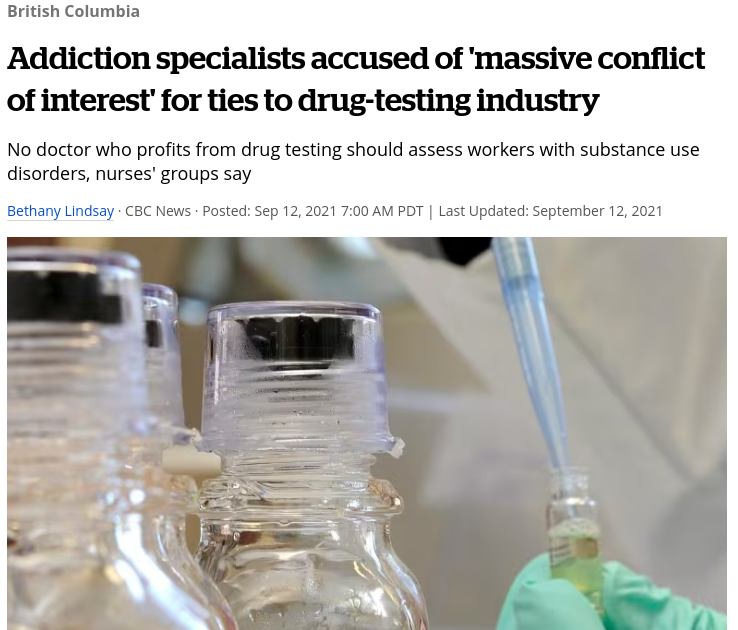 British Columbia
Addiction specialists accused of 'massive conflict
of interest' for ties to drug-testing industry
No doctor who profits from drug testing should assess workers with substance use
disorders, nurses' groups say
Bethany Lindsay · CBC News · Posted: Sep 12, 2021 7:00 AM PDT | Last Updated: September 12, 2021